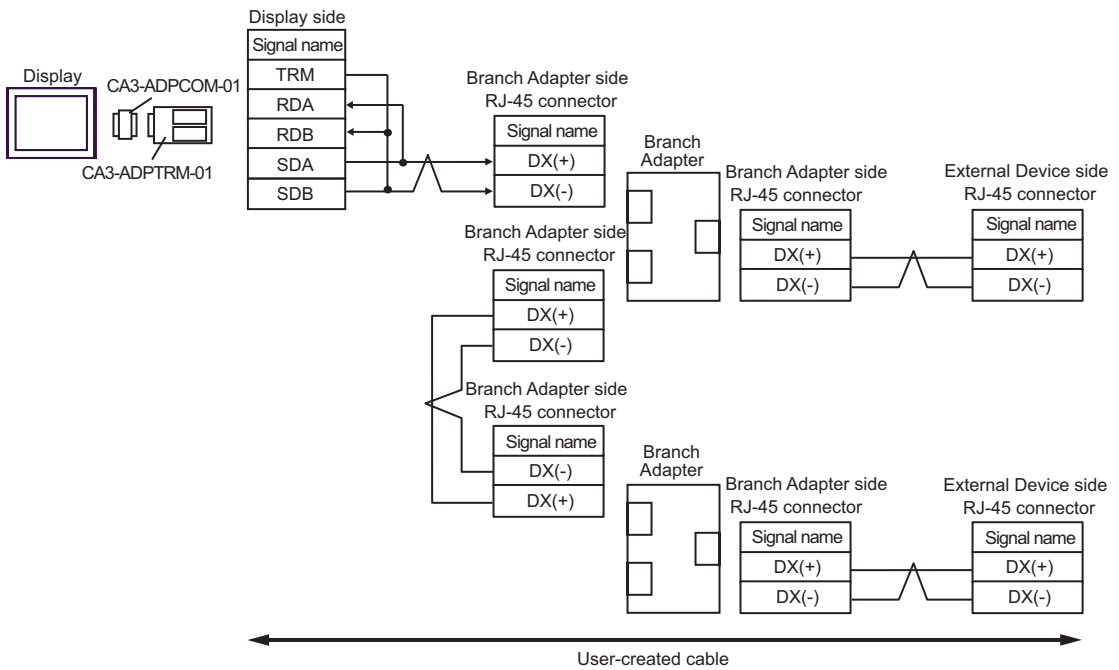 Display
CA3-ADPCOM-01
CA3-ADPTRM-01
Display side
Signal name
TRM
RDA
RDB
SDA
SDB
Branch Adapter side
RJ-45 connector
Signal name
DX(+)
DX(-)
Branch
Adapter
Branch Adapter side
RJ-45 connector
Signal name
DX(+)
DX(-)
External Device side
RJ-45 connector
Signal name
DX(+)
DX(-)
Branch Adapter side
RJ-45 connector
Signal name
DX(+)
DX(-)
Branch Adapter side
RJ-45 connector
Signal name
DX(-)
DX(+)
Branch
Adapter
Branch Adapter side
RJ-45 connector
Signal name
DX(+)
DX(-)
External Device side
RJ-45 connector
Signal name
DX(+)
DX(-)
User-created cable